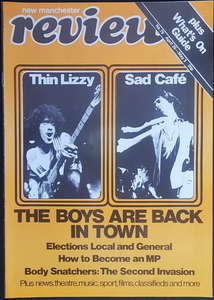 new manchester
review
plus
What's On
Guide
Thin Lizzy
Sad Café
THE BOYS ARE BACK
IN TOWN
Elections Local and General
How to Become an MP
Body Snatchers: The Second Invasion
Plus news, theatre, music, sport, films, classifieds and more